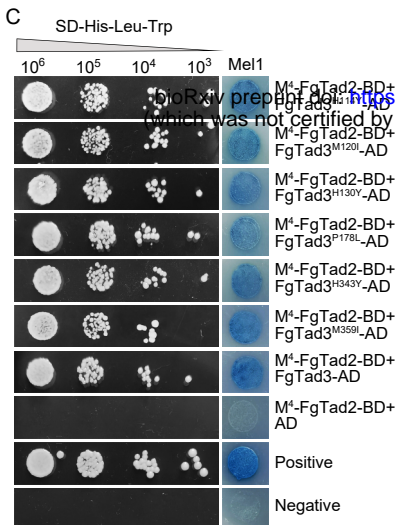 C
SD-His-Leu-Trp
10⁶ 10⁵ 10⁴ 10³ Mel1
M⁴-FgTad2-BD+
bioRxiv preprint doi: https
(which was not certified by
M⁴-FgTad2-BD+
FgTad3ᴹ¹²⁰ᴵ-AD
M⁴-FgTad2-BD+
FgTad3ᴴ¹³⁰ʸ-AD
M⁴-FgTad2-BD+
FgTad3ᴾ¹⁷⁸ᴸ-AD
M⁴-FgTad2-BD+
FgTad3ᴴ³⁴³ʸ-AD
M⁴-FgTad2-BD+
FgTad3ᴹ³⁵⁹ᴵ-AD
M⁴-FgTad2-BD+
FgTad3-AD
M⁴-FgTad2-BD+
AD
Positive
Negative